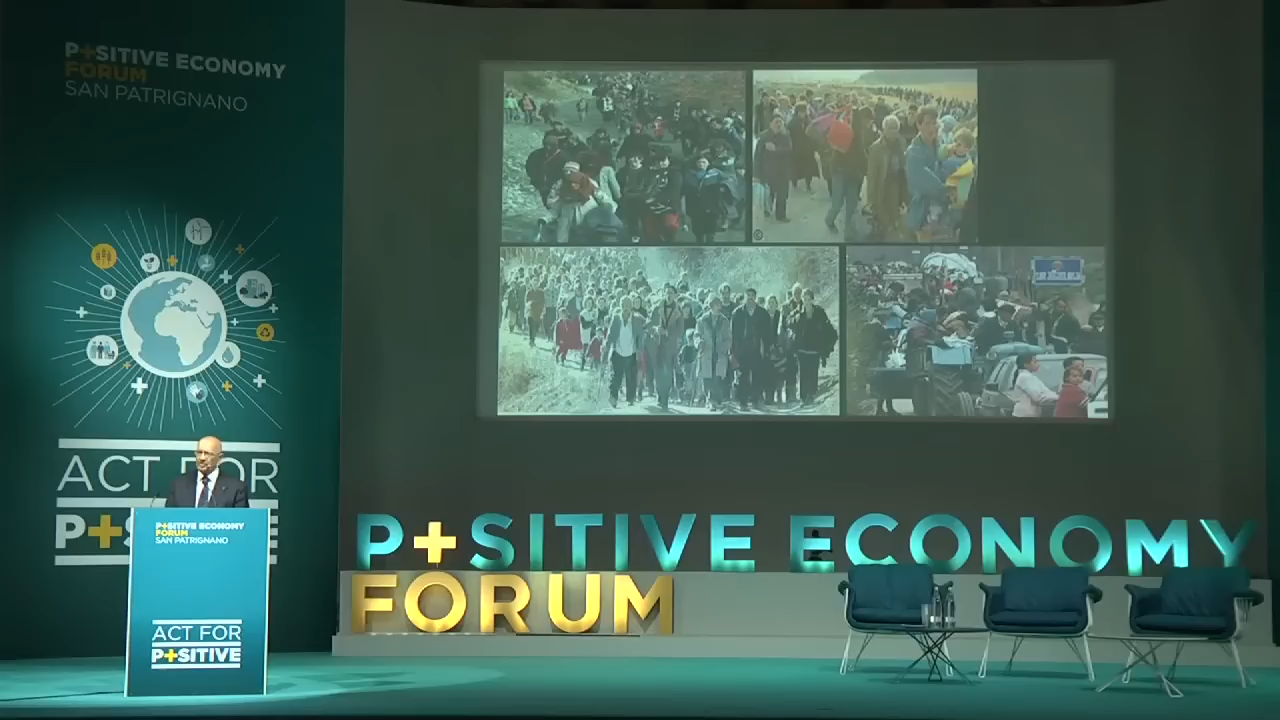 P+SITIVE ECONOMY
FORUM
SAN PATRIGNANO
ACT FOR
P+S
P+SITIVE ECONOMY
FORUM
SAN PATRIGNANO
ACT FOR
P+SITIVE
P+SITIVE ECONOMY
FORUM
©